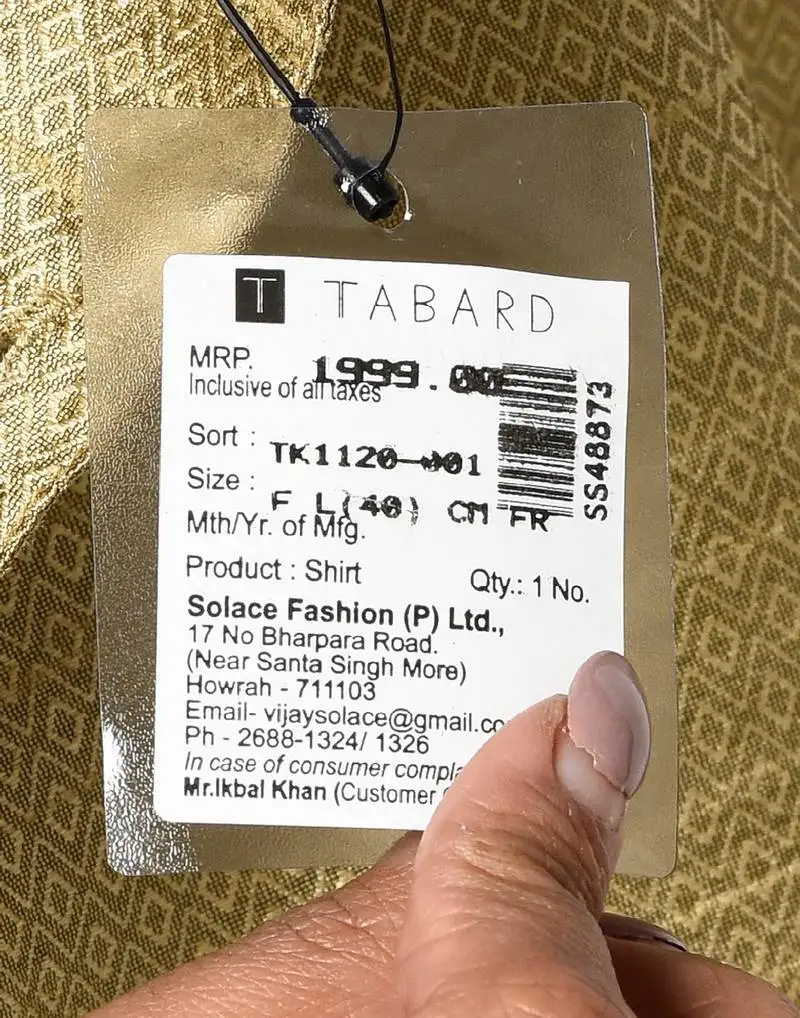 T TABARD
MRP. 1999.00
Inclusive of all taxes
Sort : TK1120-001
Size : F L(40) CM FR
SS48873
Mth/Yr. of Mfg.
Product : Shirt Qty.: 1 No.
Solace Fashion (P) Ltd.,
17 No Bharpara Road.
(Near Santa Singh More)
Howrah - 711103
Email- vijaysolace@gmail.co
Ph - 2688-1324/ 1326
In case of consumer compla
Mr.Ikbal Khan (Customer